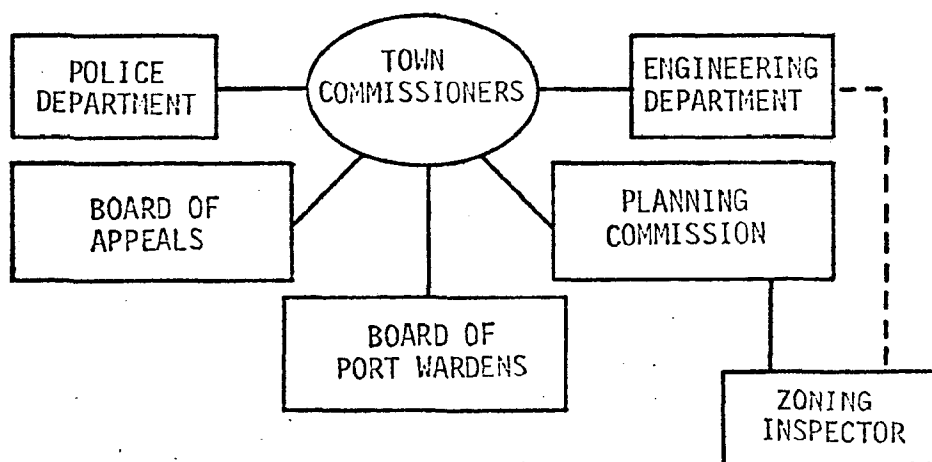 POLICE
DEPARTMENT
TOWN
COMMISSIONERS
ENGINEERING
DEPARTMENT
BOARD OF
APPEALS
PLANNING
COMMISSION
BOARD OF
PORT WARDENS
ZONING
INSPECTOR